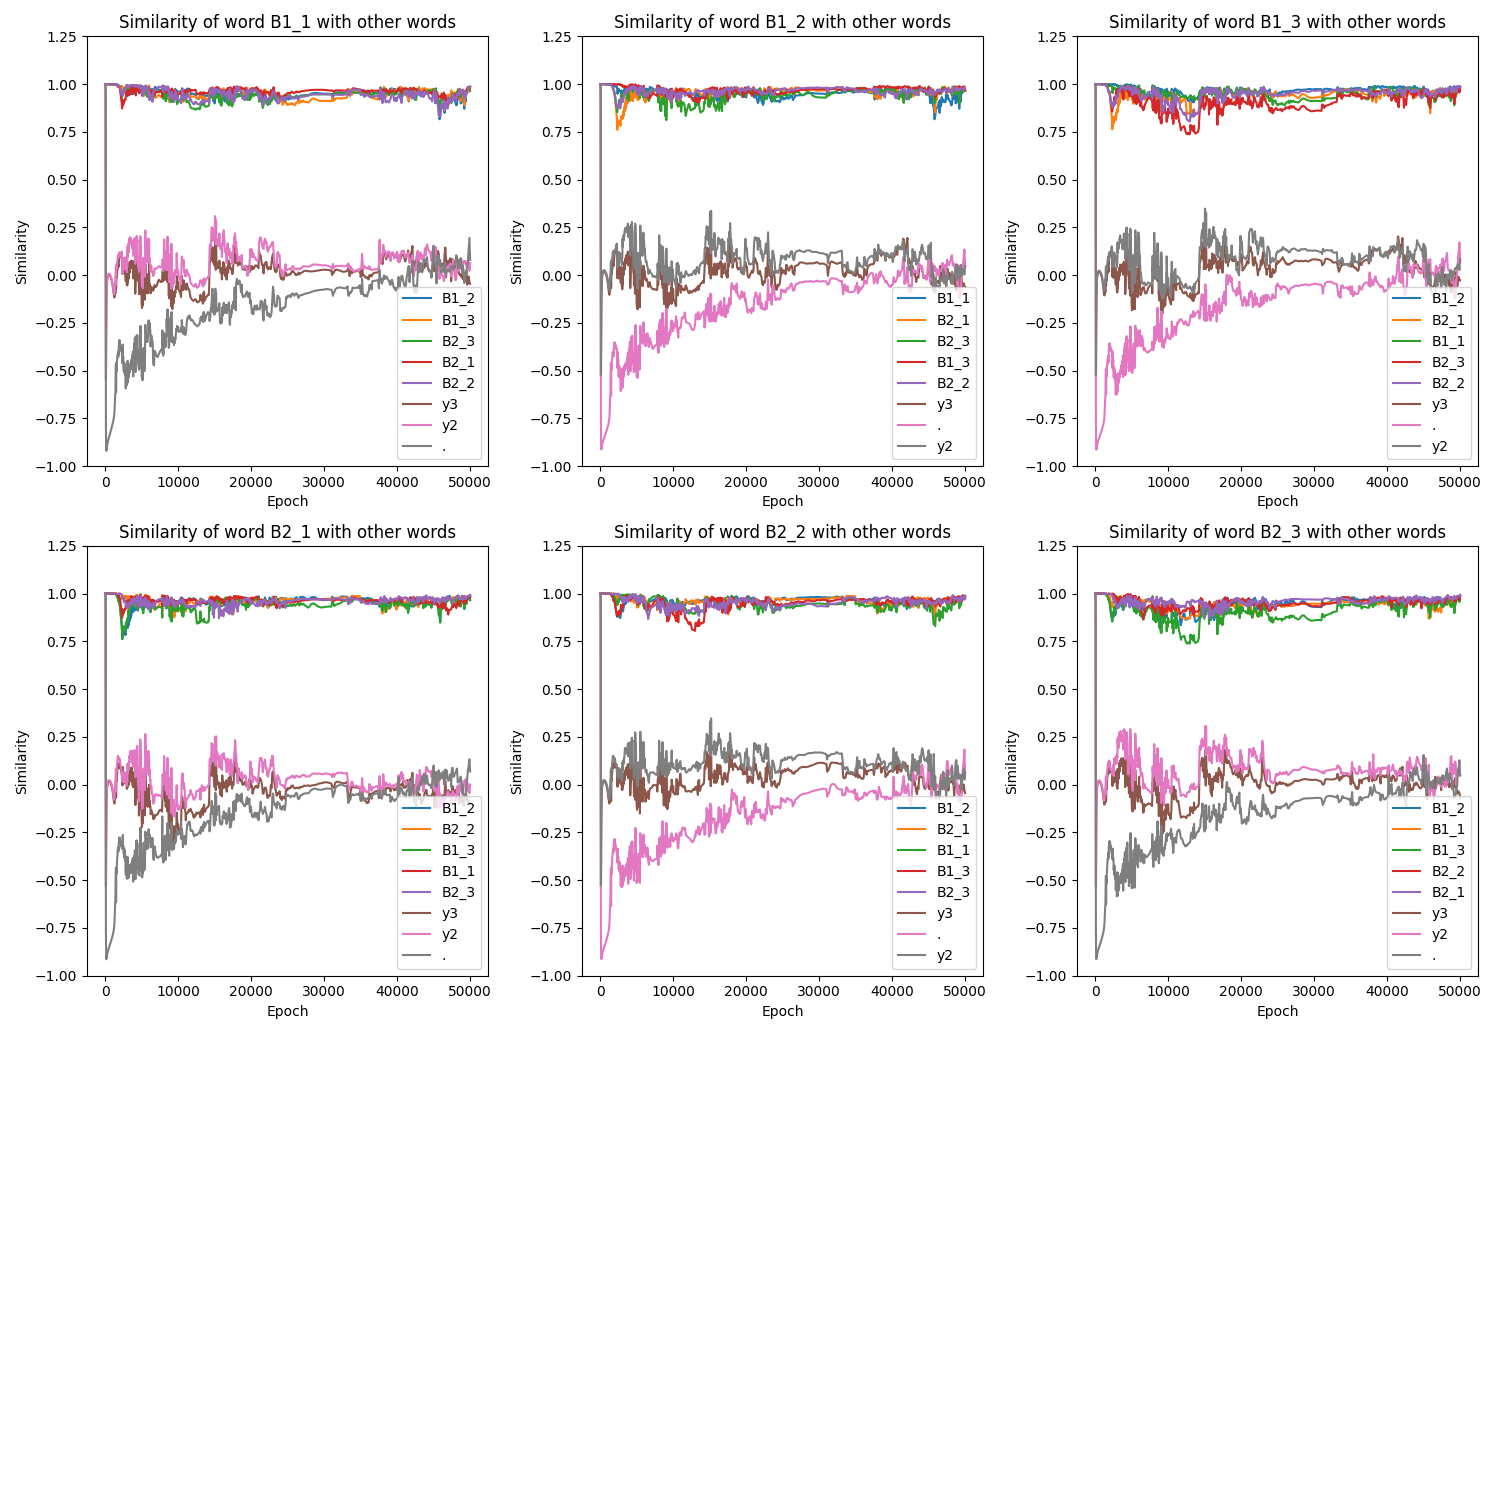 Similarity of word B1_1 with other words
1.25
1.00
0.75
0.50
0.25
0.00
−0.25
−0.50
−0.75
−1.00
Similarity
0 10000 20000 30000 40000 50000
Epoch
B1_2
B1_3
B2_3
B2_1
B2_2
y3
y2
.
Similarity of word B1_2 with other words
1.25
1.00
0.75
0.50
0.25
0.00
−0.25
−0.50
−0.75
−1.00
Similarity
0 10000 20000 30000 40000 50000
Epoch
B1_1
B2_1
B2_3
B1_3
B2_2
y3
.
y2
Similarity of word B1_3 with other words
1.25
1.00
0.75
0.50
0.25
0.00
−0.25
−0.50
−0.75
−1.00
Similarity
0 10000 20000 30000 40000 50000
Epoch
B1_2
B2_1
B1_1
B2_3
B2_2
y3
.
y2
Similarity of word B2_1 with other words
1.25
1.00
0.75
0.50
0.25
0.00
−0.25
−0.50
−0.75
−1.00
Similarity
0 10000 20000 30000 40000 50000
Epoch
B1_2
B2_2
B1_3
B1_1
B2_3
y3
y2
.
Similarity of word B2_2 with other words
1.25
1.00
0.75
0.50
0.25
0.00
−0.25
−0.50
−0.75
−1.00
Similarity
0 10000 20000 30000 40000 50000
Epoch
B1_2
B2_1
B1_1
B1_3
B2_3
y3
.
y2
Similarity of word B2_3 with other words
1.25
1.00
0.75
0.50
0.25
0.00
−0.25
−0.50
−0.75
−1.00
Similarity
0 10000 20000 30000 40000 50000
Epoch
B1_2
B1_1
B1_3
B2_2
B2_1
y3
y2
.